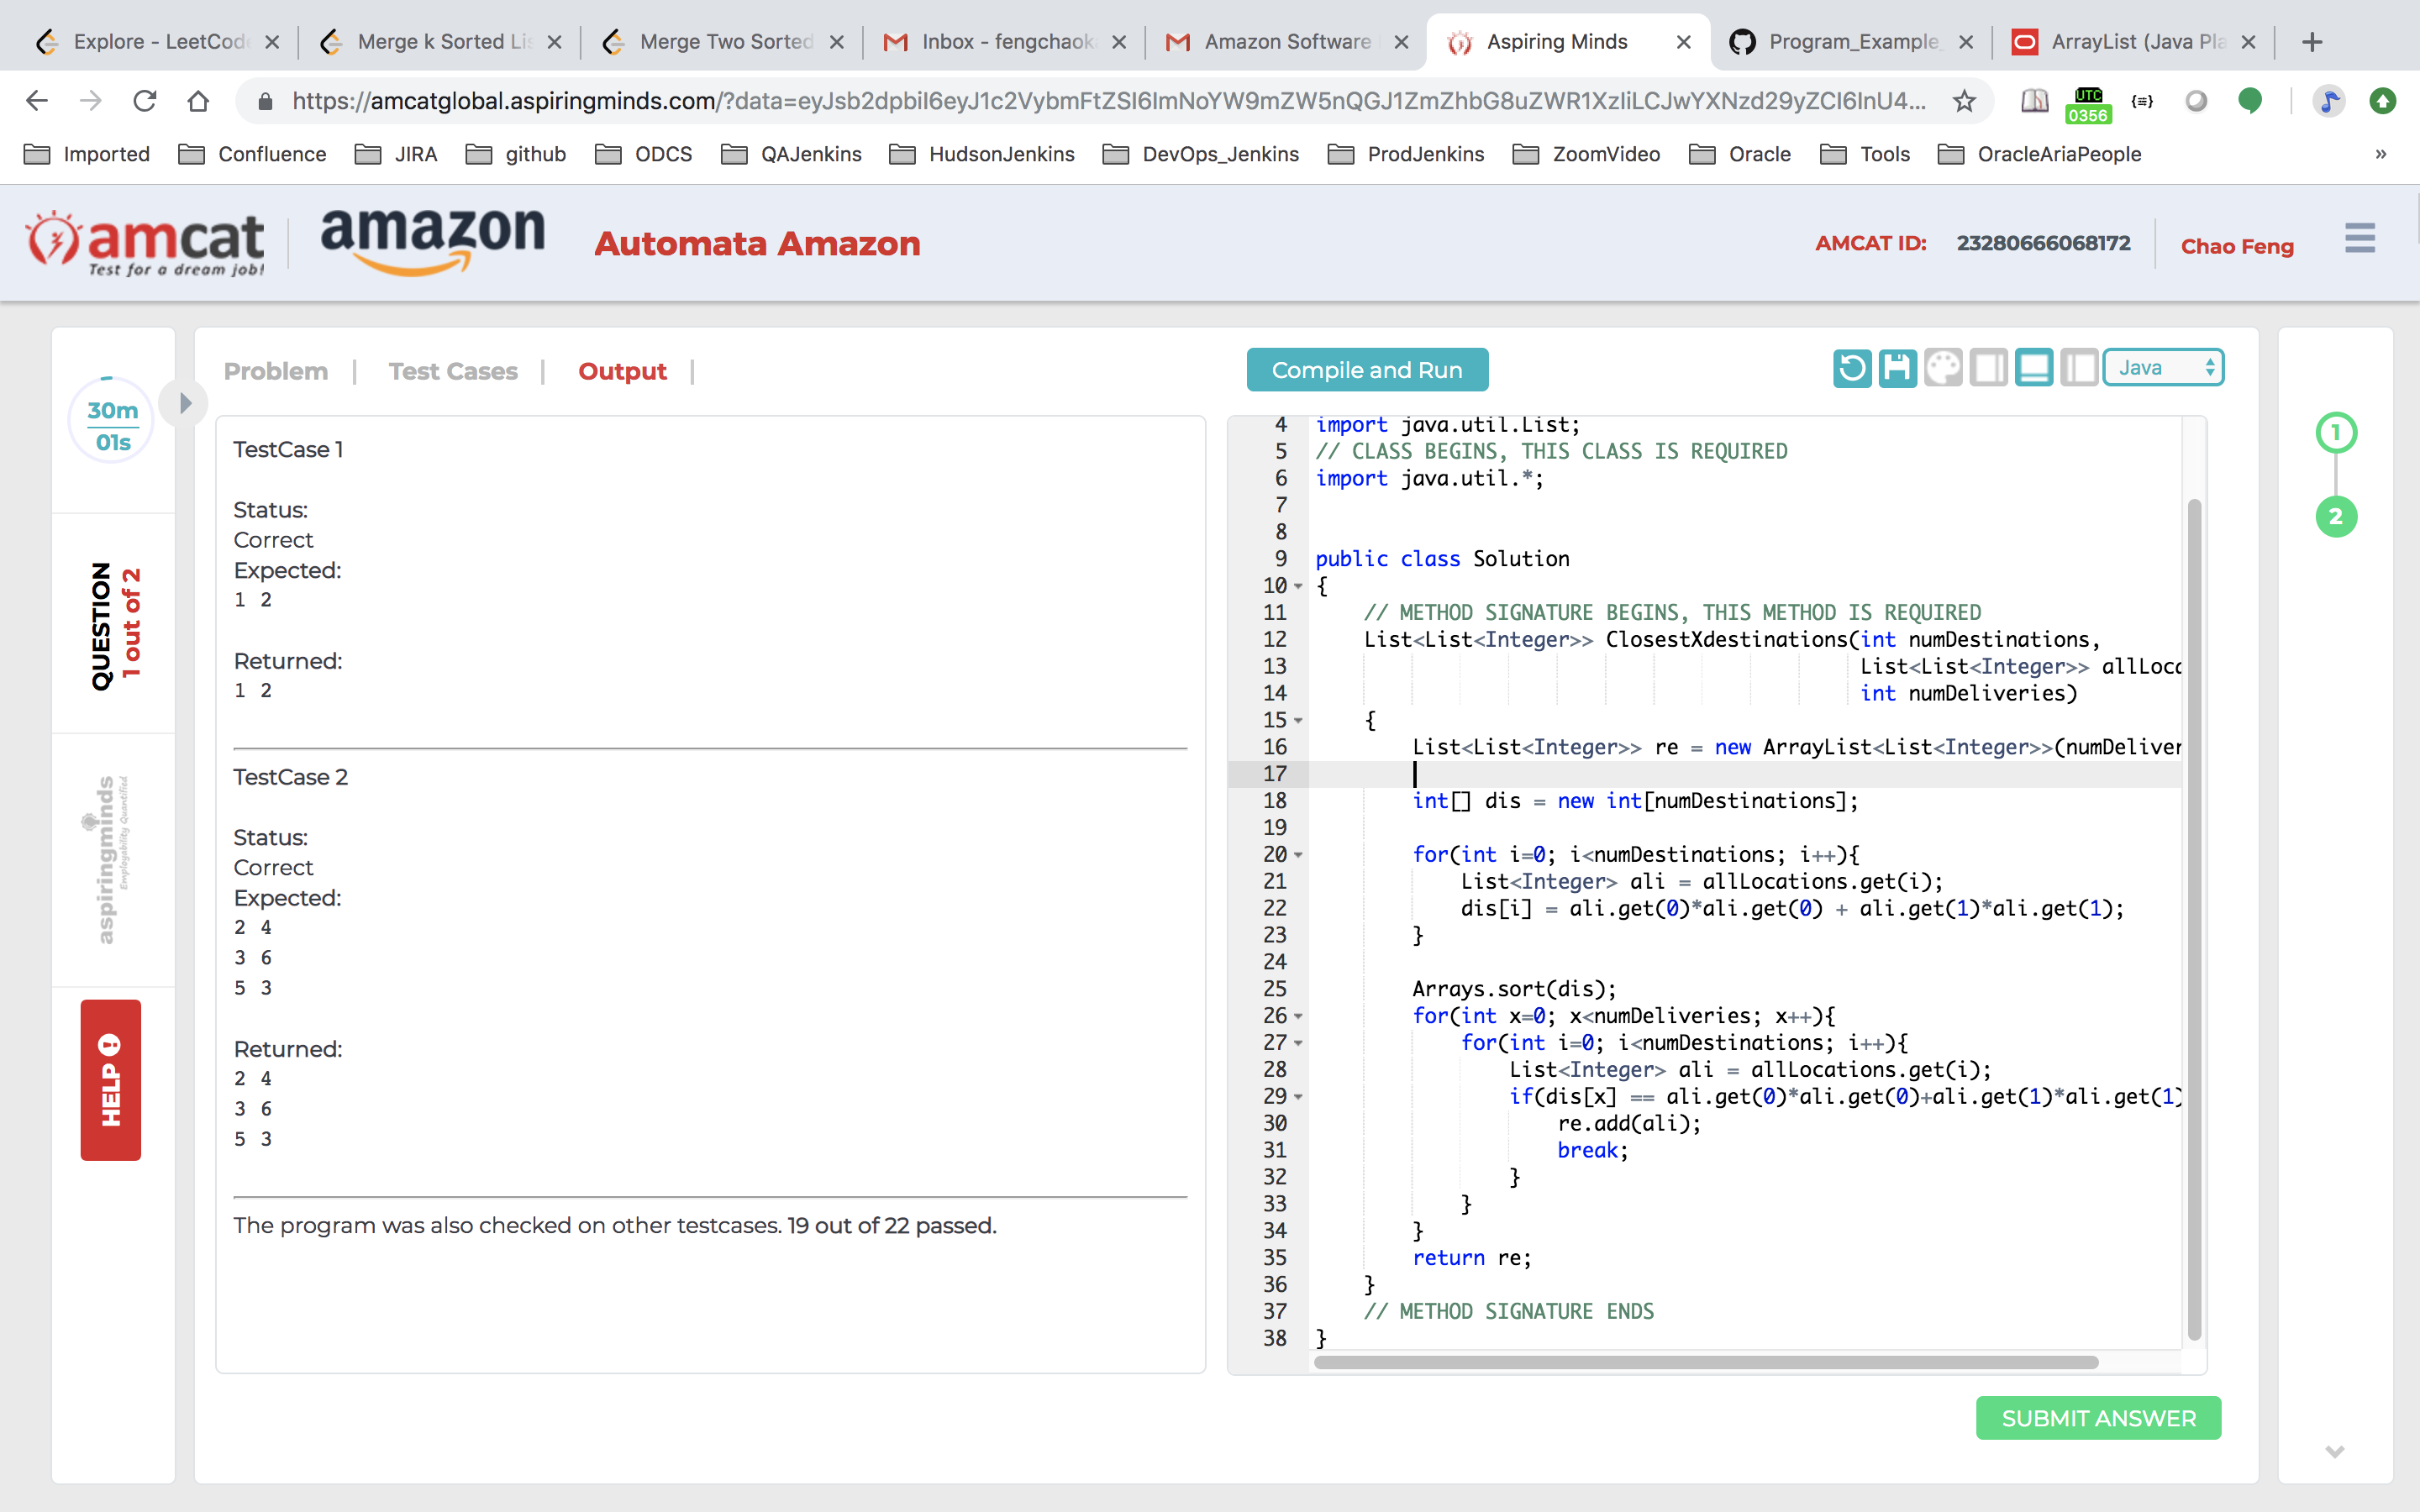 Explore - LeetCode
Merge k Sorted Lis
Merge Two Sorted
Inbox - fengchaok
Amazon Software
Aspiring Minds
Program_Example_
ArrayList (Java Pla
https://amcatglobal.aspiringminds.com/?data=
UTC
0356
Imported
Confluence
JIRA
github
ODCS
QAJenkins
HudsonJenkins
DevOps_Jenkins
ProdJenkins
ZoomVideo
Oracle
Tools
OracleAriaPeople
»
amcat
Test for a dream job!
amazon
Automata Amazon
AMCAT ID: 23280666068172
Chao Feng
30m
01s
QUESTION
1 out of 2
aspiringminds
Employability Quantified
HELP
Problem | Test Cases | Output |
Compile and Run
Java
TestCase 1
Status:
Correct
Expected:
1 2
Returned:
1 2
TestCase 2
Status:
Correct
Expected:
2 4
3 6
5 3
Returned:
2 4
3 6
5 3
The program was also checked on other testcases. 19 out of 22 passed.
4 import java.util.List;
5 // CLASS BEGINS, THIS CLASS IS REQUIRED
6 import java.util.*;
7
8
9 public class Solution
10 {
11 // METHOD SIGNATURE BEGINS, THIS METHOD IS REQUIRED
12 List<List<Integer>> ClosestXdestinations(int numDestinations,
13 List<List<Integer>> allLoca
14 int numDeliveries)
15 {
16 List<List<Integer>> re = new ArrayList<List<Integer>>(numDeliver
17
18 int[] dis = new int[numDestinations];
19
20 for(int i=0; i<numDestinations; i++){
21 List<Integer> ali = allLocations.get(i);
22 dis[i] = ali.get(0)*ali.get(0) + ali.get(1)*ali.get(1);
23 }
24
25 Arrays.sort(dis);
26 for(int x=0; x<numDeliveries; x++){
27 for(int i=0; i<numDestinations; i++){
28 List<Integer> ali = allLocations.get(i);
29 if(dis[x] == ali.get(0)*ali.get(0)+ali.get(1)*ali.get(1)
30 re.add(ali);
31 break;
32 }
33 }
34 }
35 return re;
36 }
37 // METHOD SIGNATURE ENDS
38 }
1
2
SUBMIT ANSWER